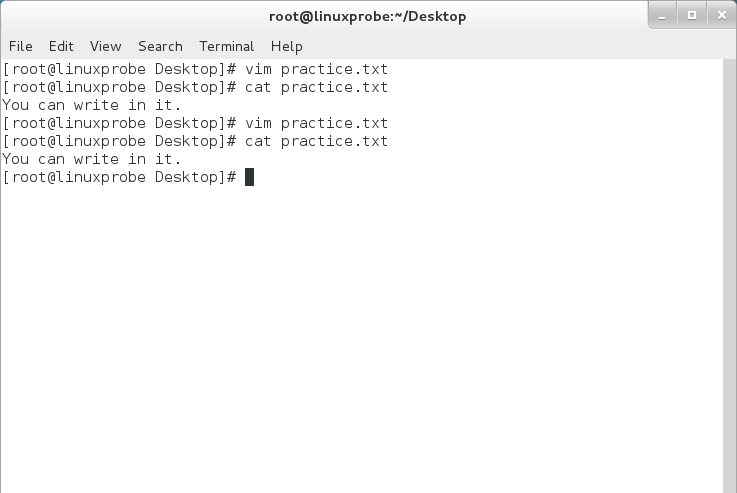 root@linuxprobe:~/Desktop
File Edit View Search Terminal Help
[root@linuxprobe Desktop]# vim practice.txt
[root@linuxprobe Desktop]# cat practice.txt
You can write in it.
[root@linuxprobe Desktop]# vim practice.txt
[root@linuxprobe Desktop]# cat practice.txt
You can write in it.
[root@linuxprobe Desktop]#